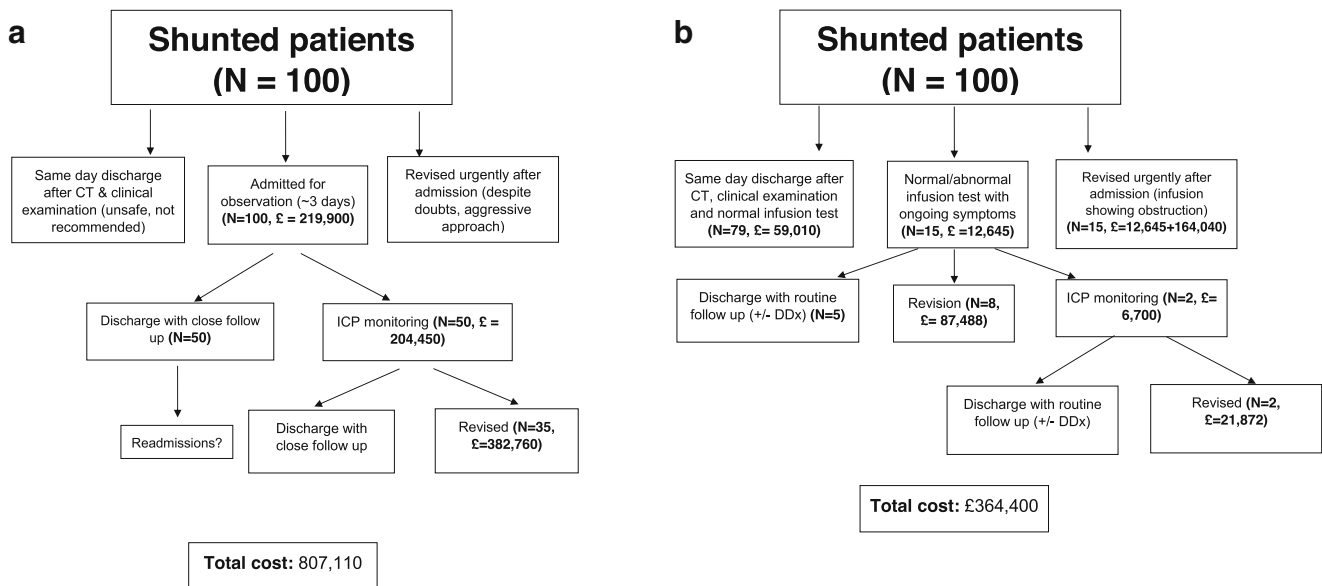 a
Shunted patients
(N = 100)
Same day discharge
after CT & clinical
examination (unsafe, not
recommended)
Admitted for
observation (~3 days)
(N=100, £ = 219,900)
Revised urgently after
admission (despite
doubts, aggressive
approach)
Discharge with close follow
up (N=50)
ICP monitoring (N=50, £ =
204,450)
Readmissions?
Discharge with
close follow up
Revised (N=35,
£=382,760)
Total cost: 807,110
b
Shunted patients
(N = 100)
Same day discharge after
CT, clinical examination
and normal infusion test
(N=79, £= 59,010)
Normal/abnormal
infusion test with
ongoing symptoms
(N=15, £ =12,645)
Revised urgently after
admission (infusion
showing obstruction)
(N=15, £=12,645+164,040)
Discharge with routine
follow up (+/- DDx) (N=5)
Revision (N=8,
£= 87,488)
ICP monitoring (N=2, £=
6,700)
Discharge with routine
follow up (+/- DDx)
Revised (N=2,
£=21,872)
Total cost: £364,400